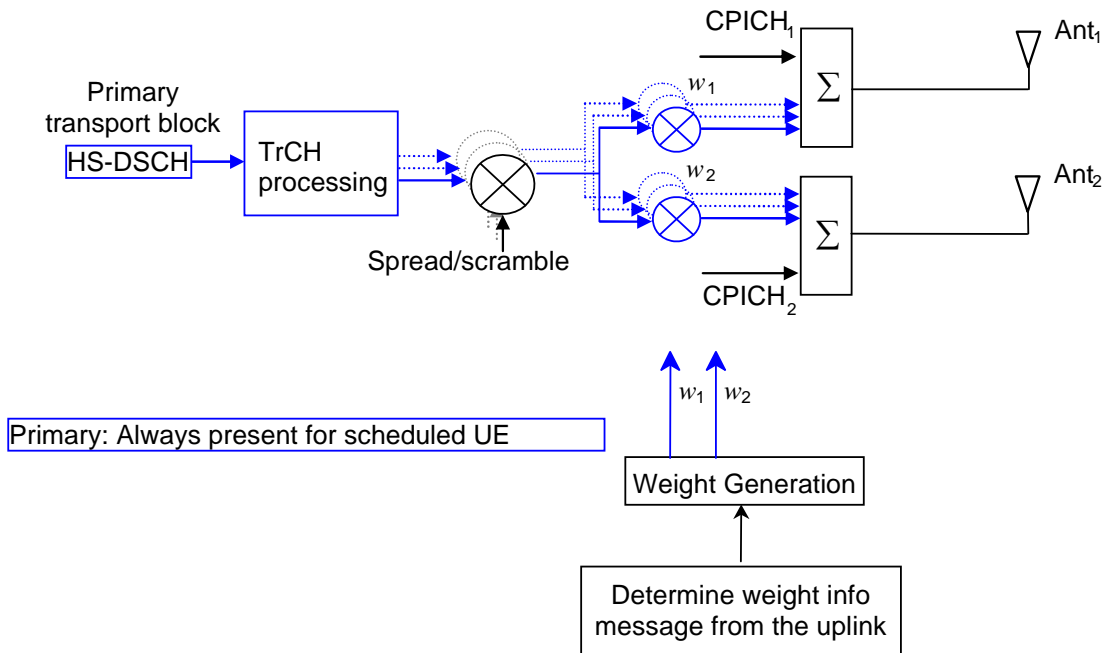 CPICH1
Ant1
Primary
transport block
HS-DSCH
TrCH
processing
w1
Σ
w2
Ant2
Σ
Spread/scramble
CPICH2
w1 w2
Primary: Always present for scheduled UE
Weight Generation
Determine weight info
message from the uplink